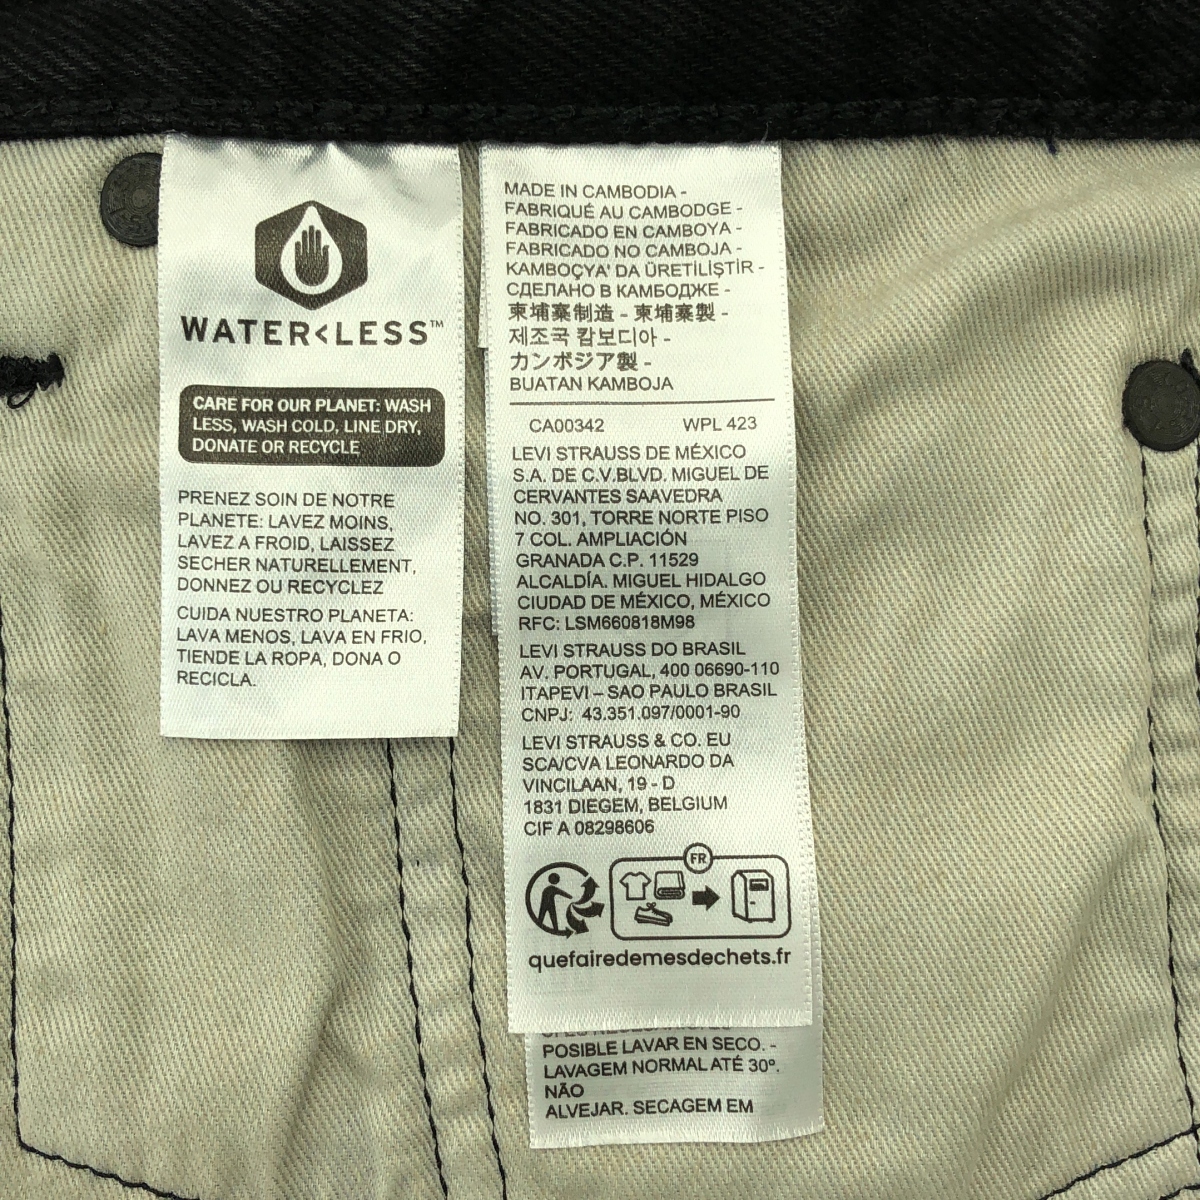 WATER<LESS™
CARE FOR OUR PLANET: WASH
LESS, WASH COLD, LINE DRY,
DONATE OR RECYCLE
PRENEZ SOIN DE NOTRE
PLANETE: LAVEZ MOINS,
LAVEZ A FROID, LAISSEZ
SECHER NATURELLEMENT,
DONNEZ OU RECYCLEZ
CUIDA NUESTRO PLANETA:
LAVA MENOS, LAVA EN FRIO,
TIENDE LA ROPA, DONA O
RECICLA.
MADE IN CAMBODIA -
FABRIQUÉ AU CAMBODGE -
FABRICADO EN CAMBOYA -
FABRICADO NO CAMBOJA -
KAMBOÇYA' DA ÜRETİLİŞTİR -
СДЕЛАНО В КАМБОДЖЕ -
柬埔寨制造 - 柬埔寨製 -
제조국 캄보디아 -
カンボジア製 -
BUATAN KAMBOJA
CA00342 WPL 423
LEVI STRAUSS DE MÉXICO
S.A. DE C.V.BLVD. MIGUEL DE
CERVANTES SAAVEDRA
NO. 301, TORRE NORTE PISO
7 COL. AMPLIACIÓN
GRANADA C.P. 11529
ALCALDÍA. MIGUEL HIDALGO
CIUDAD DE MÉXICO, MÉXICO
RFC: LSM660818M98
LEVI STRAUSS DO BRASIL
AV. PORTUGAL, 400 06690-110
ITAPEVI – SAO PAULO BRASIL
CNPJ: 43.351.097/0001-90
LEVI STRAUSS & CO. EU
SCA/CVA LEONARDO DA
VINCILAAN, 19 - D
1831 DIEGEM, BELGIUM
CIF A 08298606
FR
quefairedemesdechets.fr
POSIBLE LAVAR EN SECO. -
LAVAGEM NORMAL ATÉ 30º.
NÃO
ALVEJAR. SECAGEM EM